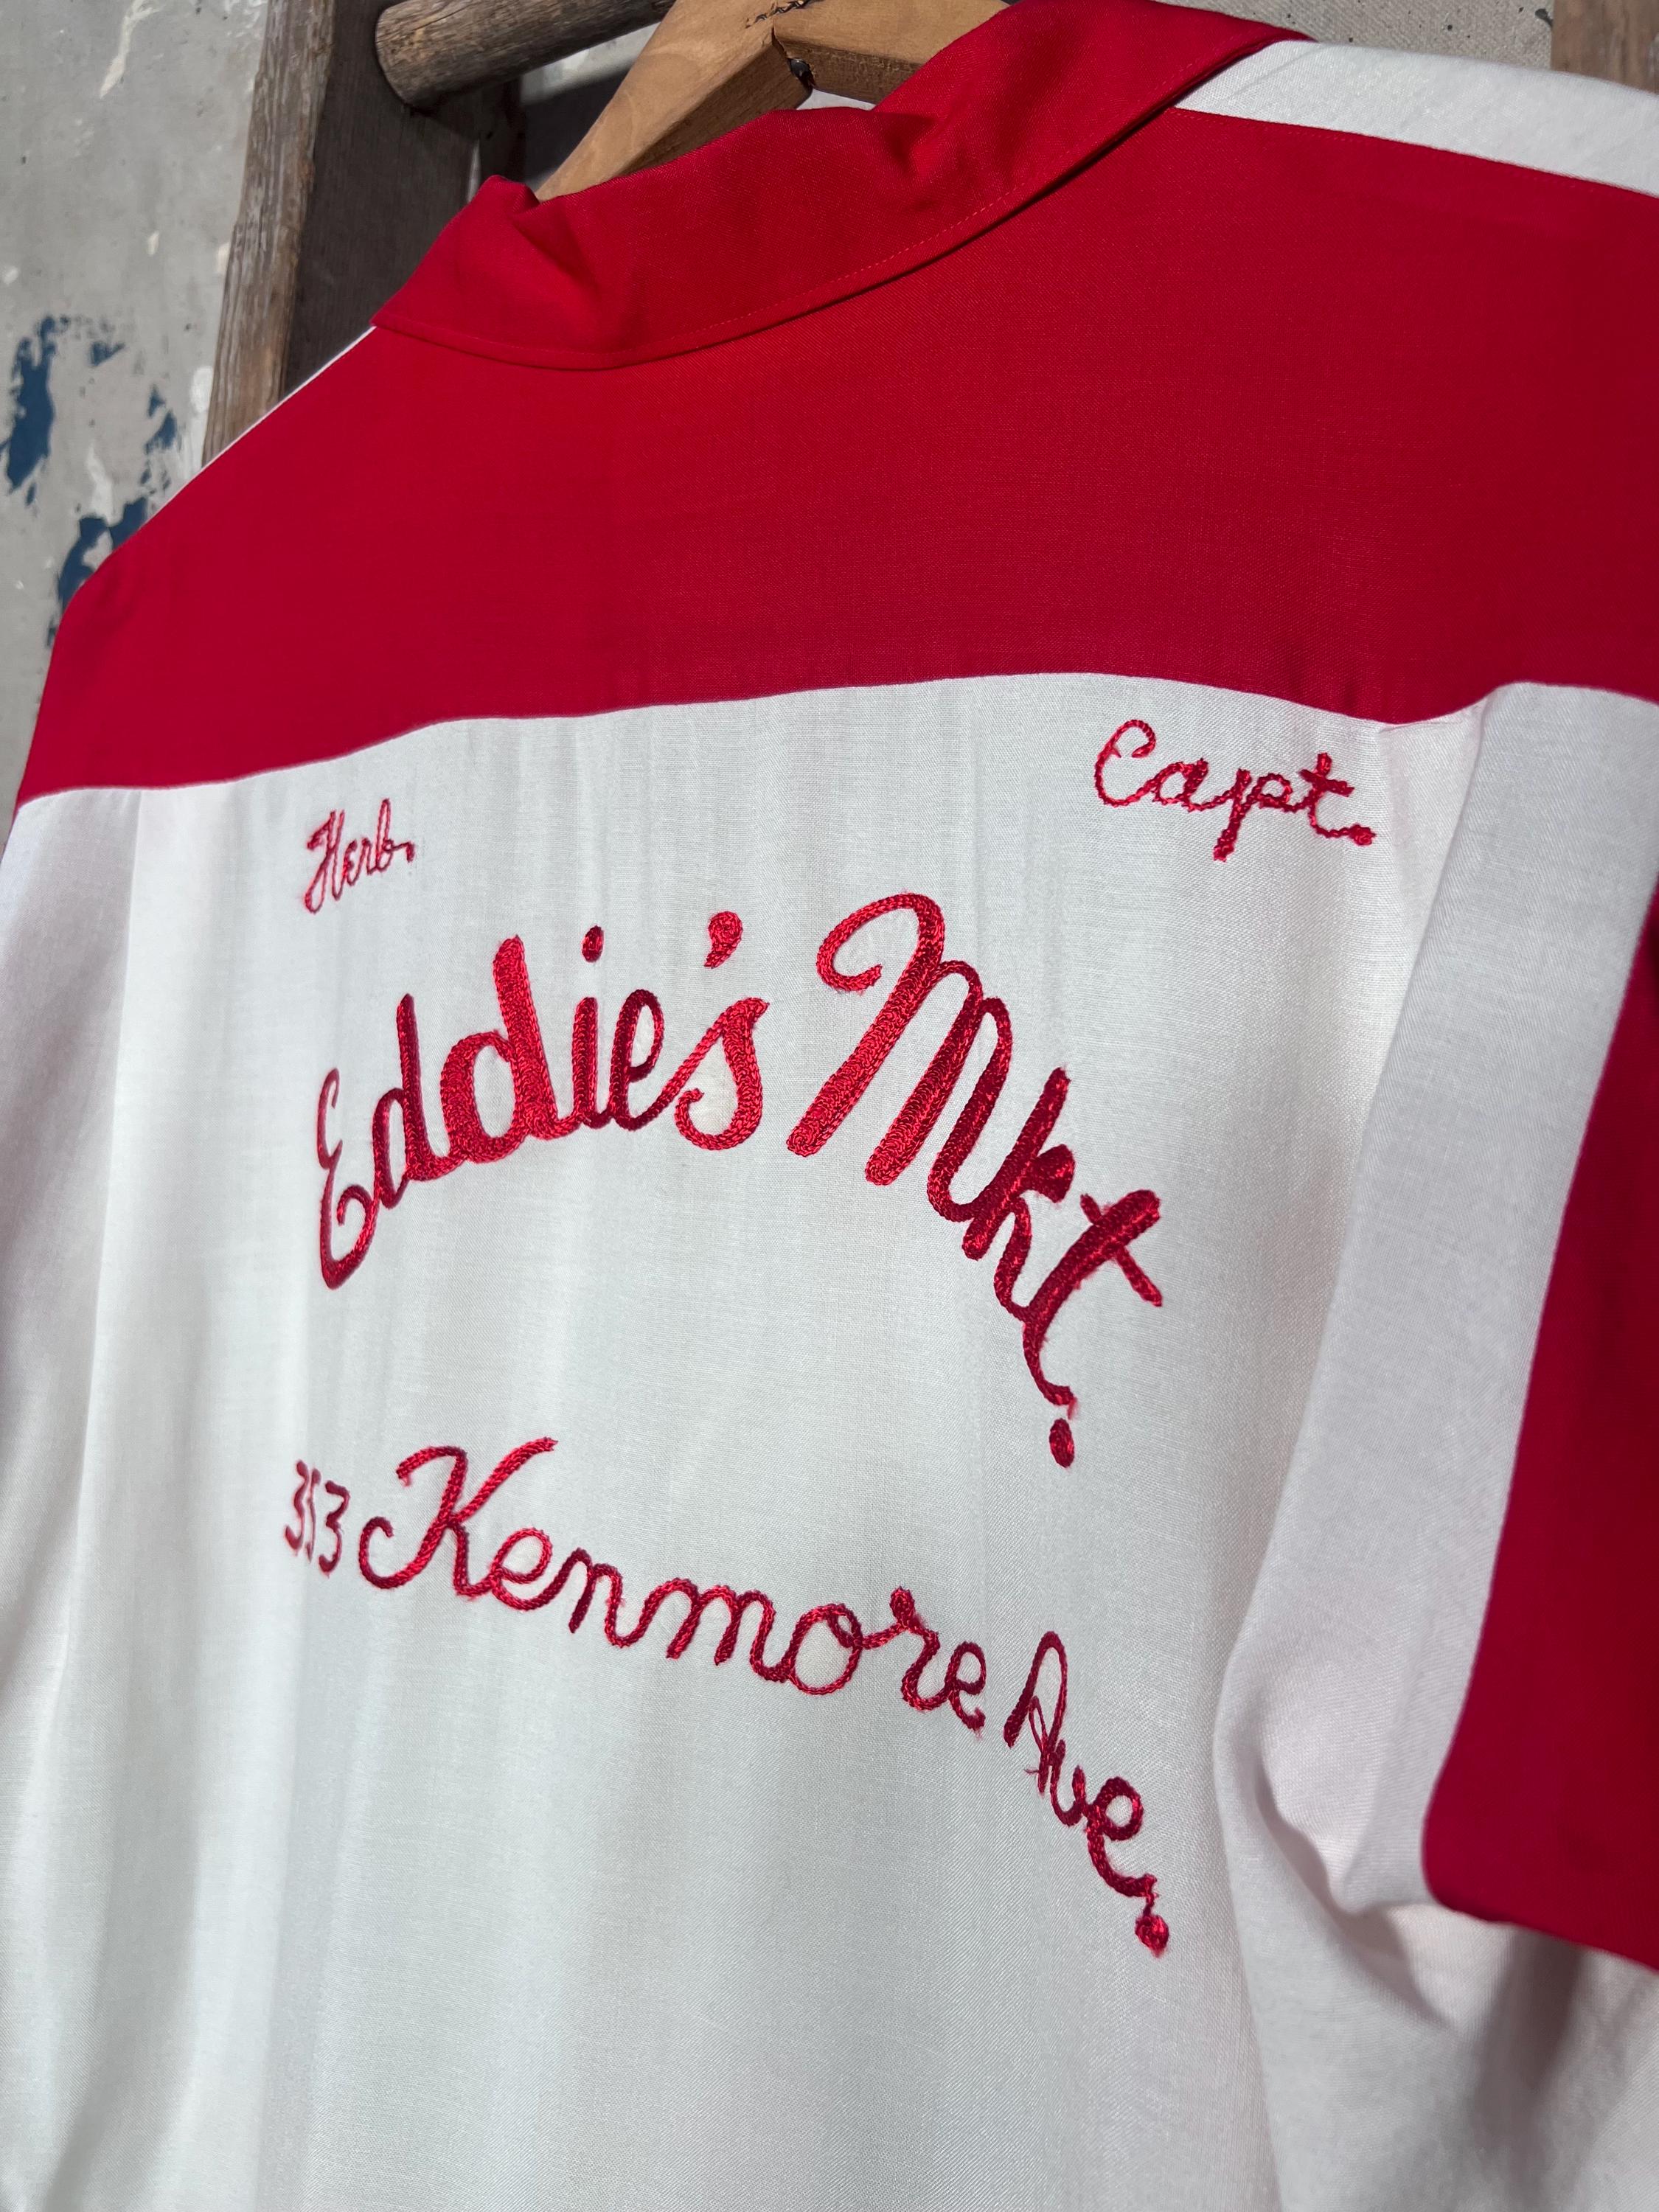 Herb.
Capt.
Eddie's Mkt.
353 Kenmore Ave.